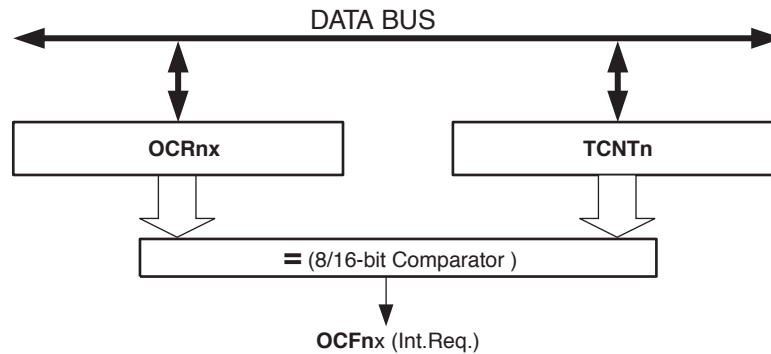 DATA BUS
OCRnx
TCNTn
= (8/16-bit Comparator )
OCFnx (Int.Req.)